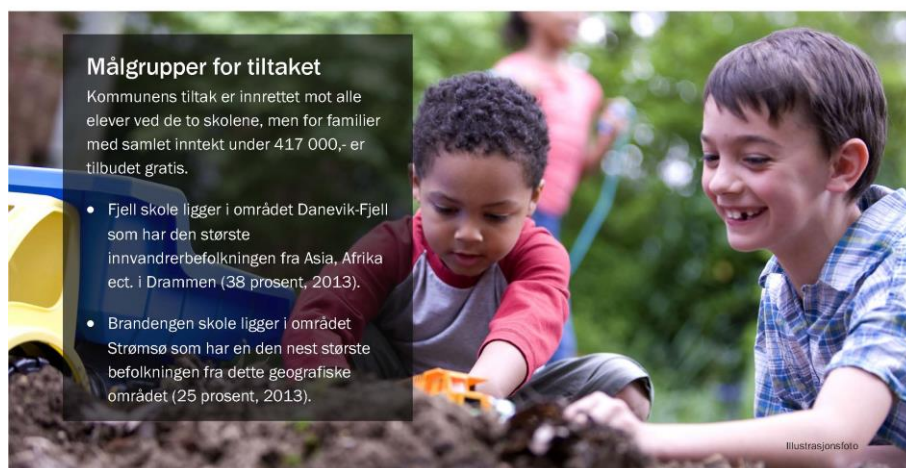 Målgrupper for tiltaket
Kommunens tiltak er innrettet mot alle
elever ved de to skolene, men for familier
med samlet inntekt under 417 000,- er
tilbudet gratis.
• Fjell skole ligger i området Danevik-Fjell
som har den største
innvandrerbefolkningen fra Asia, Afrika
ect. i Drammen (38 prosent, 2013).
• Brandengen skole ligger i området
Strømsø som har en den nest største
befolkningen fra dette geografiske
området (25 prosent, 2013).
Illustrasjonsfoto